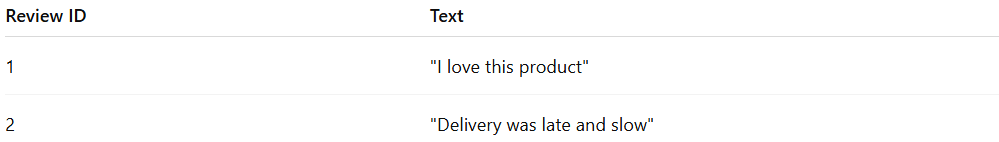 Review ID Text
1 "I love this product"
2 "Delivery was late and slow"